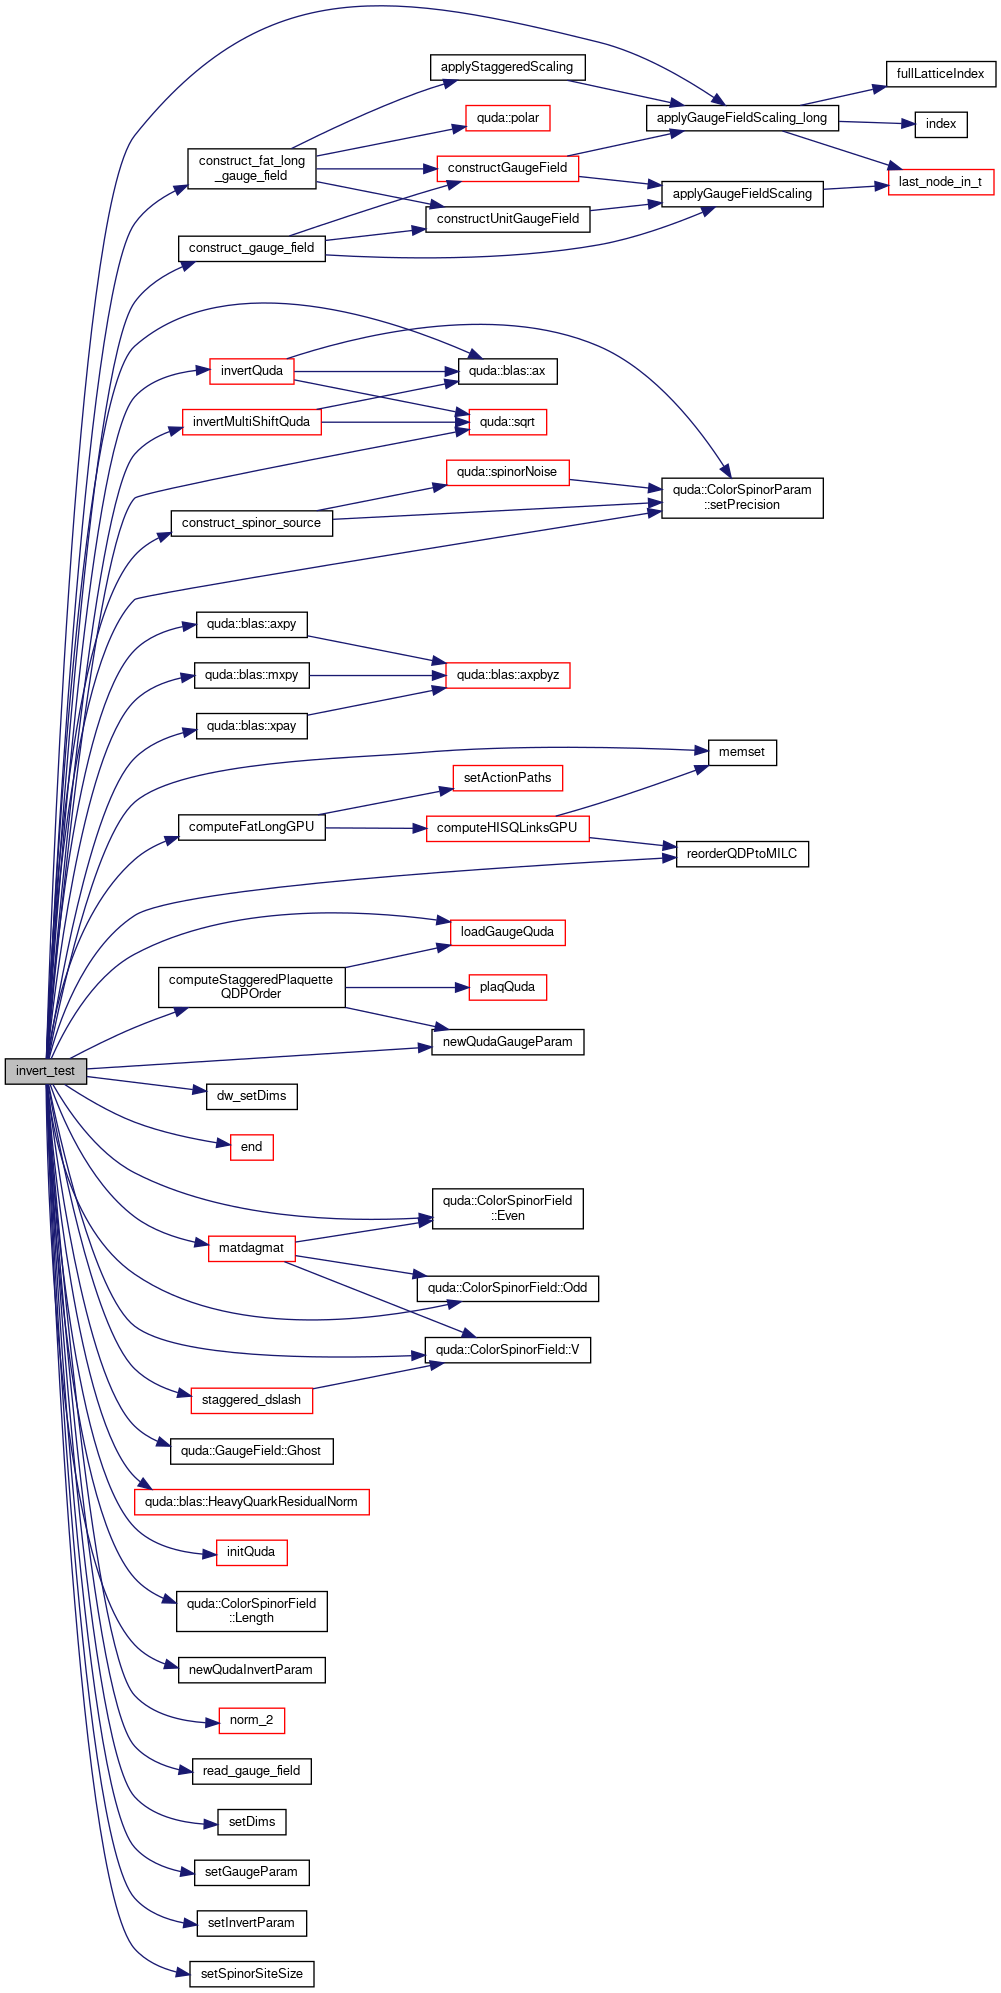 applyStaggeredScaling
fullLatticeIndex
quda::polar
applyGaugeFieldScaling_long
index
construct_fat_long
_gauge_field
constructGaugeField
last_node_in_t
applyGaugeFieldScaling
constructUnitGaugeField
construct_gauge_field
invertQuda
quda::blas::ax
invertMultiShiftQuda
quda::sqrt
quda::spinorNoise
quda::ColorSpinorParam
::setPrecision
construct_spinor_source
quda::blas::axpy
quda::blas::mxpy
quda::blas::axpbyz
quda::blas::xpay
memset
setActionPaths
computeFatLongGPU
computeHISQLinksGPU
reorderQDPtoMILC
loadGaugeQuda
computeStaggeredPlaquette
QDPOrder
plaqQuda
newQudaGaugeParam
invert_test
dw_setDims
end
quda::ColorSpinorField
::Even
matdagmat
quda::ColorSpinorField::Odd
quda::ColorSpinorField::V
staggered_dslash
quda::GaugeField::Ghost
quda::blas::HeavyQuarkResidualNorm
initQuda
quda::ColorSpinorField
::Length
newQudaInvertParam
norm_2
read_gauge_field
setDims
setGaugeParam
setInvertParam
setSpinorSiteSize